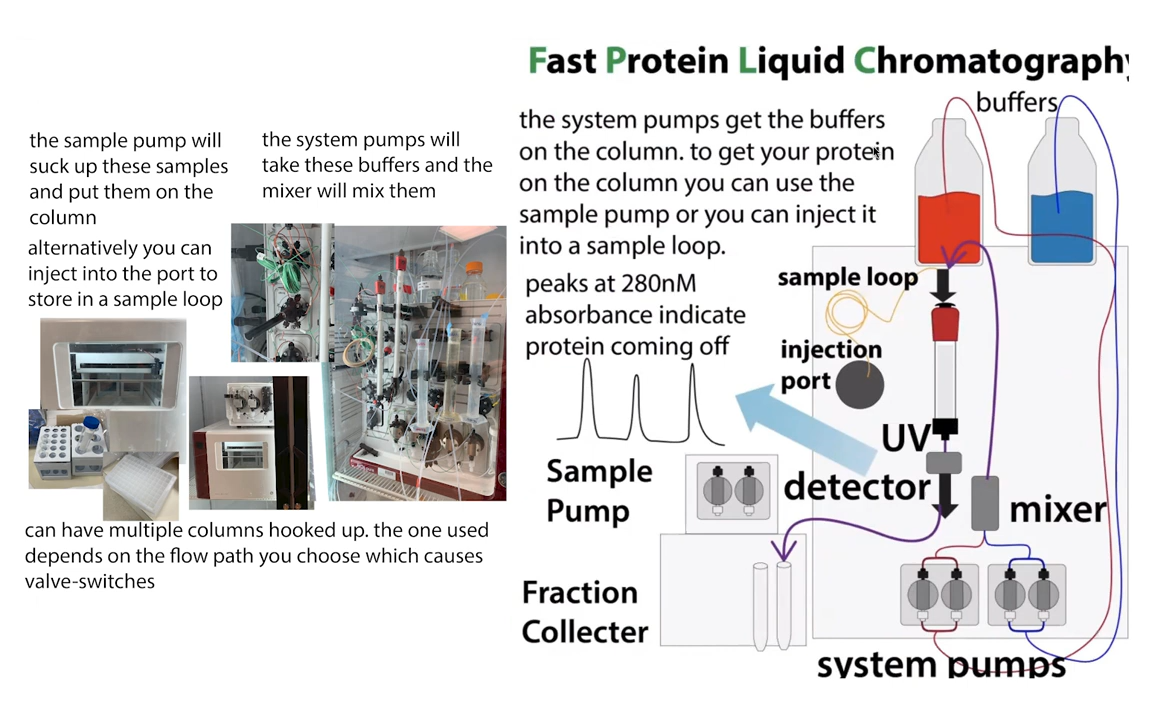 Fast Protein Liquid Chromatography
the sample pump will
suck up these samples
and put them on the
column
alternatively you can
inject into the port to
store in a sample loop
the system pumps will
take these buffers and the
mixer will mix them
can have multiple columns hooked up. the one used
depends on the flow path you choose which causes
valve-switches
the system pumps get the buffers
on the column. to get your protein
on the column you can use the
sample pump or you can inject it
into a sample loop.
peaks at 280nM
absorbance indicate
protein coming off
buffers
sample loop
injection
port
UV
detector
mixer
Sample
Pump
Fraction
Collecter
system pumps